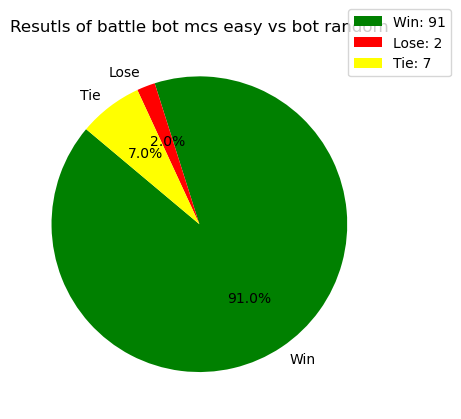 Resutls of battle bot mcs easy vs bot random
Win: 91
Lose: 2
Tie: 7
Lose
Tie
2.0%
7.0%
91.0%
Win